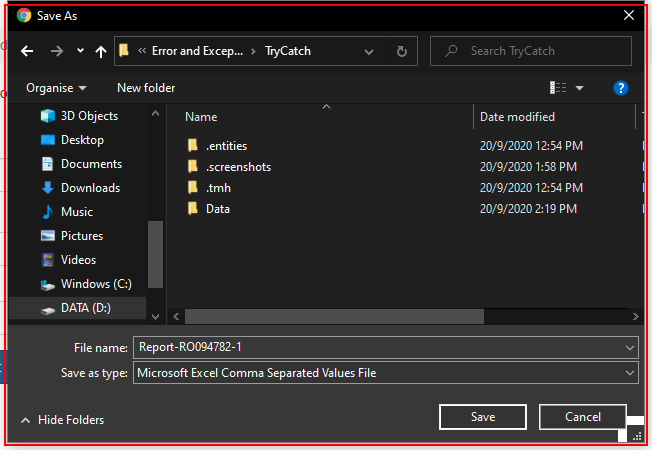 Save As
« Error and Excep... › TryCatch
Search TryCatch
Organise
New folder
3D Objects
Desktop
Documents
Downloads
Music
Pictures
Videos
Windows (C:)
DATA (D:)
Name Date modified
.entities 20/9/2020 12:54 PM
.screenshots 20/9/2020 1:58 PM
.tmh 20/9/2020 12:54 PM
Data 20/9/2020 2:19 PM
File name: Report-RO094782-1
Save as type: Microsoft Excel Comma Separated Values File
Hide Folders
Save
Cancel